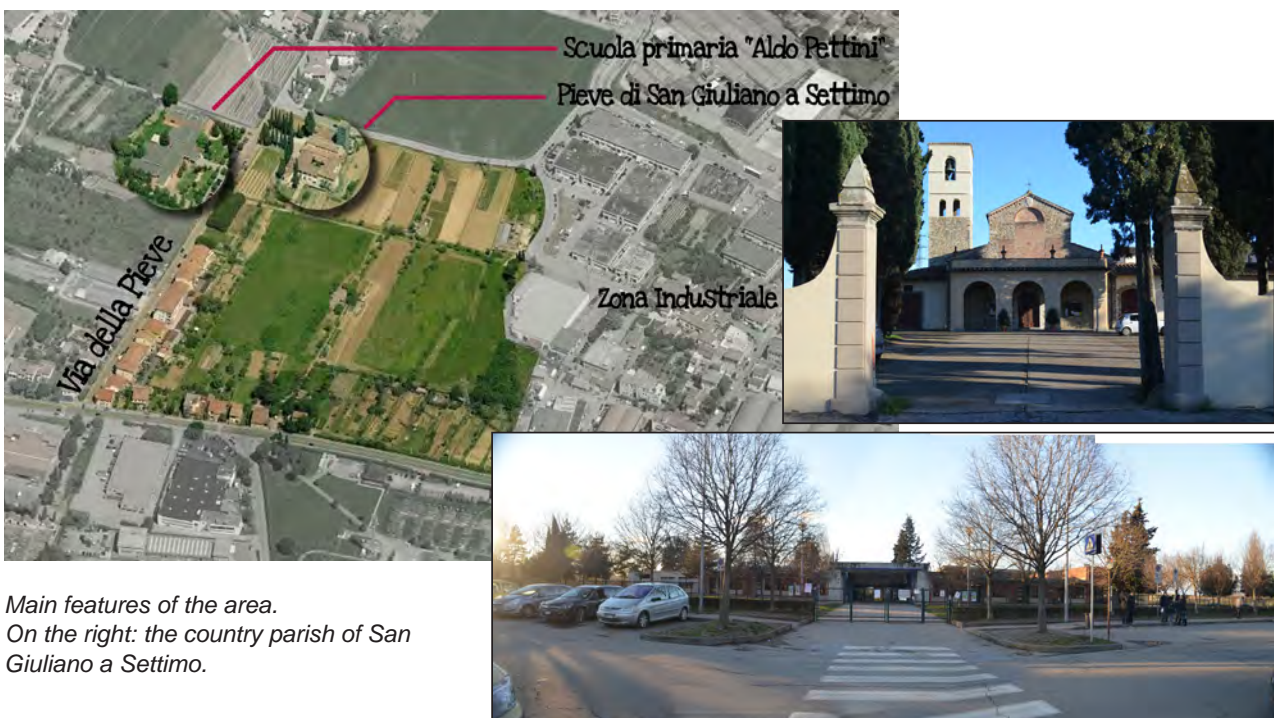 Scuola primaria "Aldo Pettini"
Pieve di San Giuliano a Settimo
Via della Pieve
Zona Industriale
Main features of the area.
On the right: the country parish of San
Giuliano a Settimo.